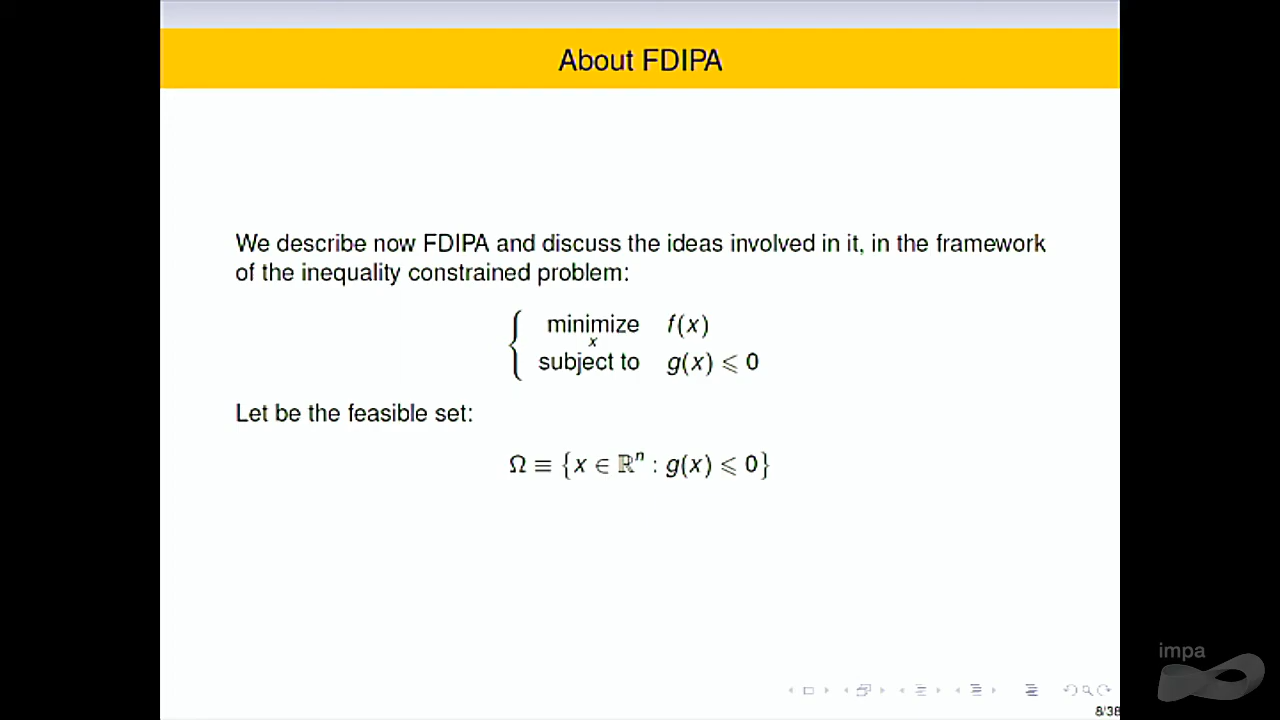 About FDIPA
We describe now FDIPA and discuss the ideas involved in it, in the framework
of the inequality constrained problem:
{ minimize f(x)
x
subject to g(x) ⩽ 0
Let be the feasible set:
Ω ≡ {x ∈ ℝⁿ : g(x) ⩽ 0}
impa
8/38